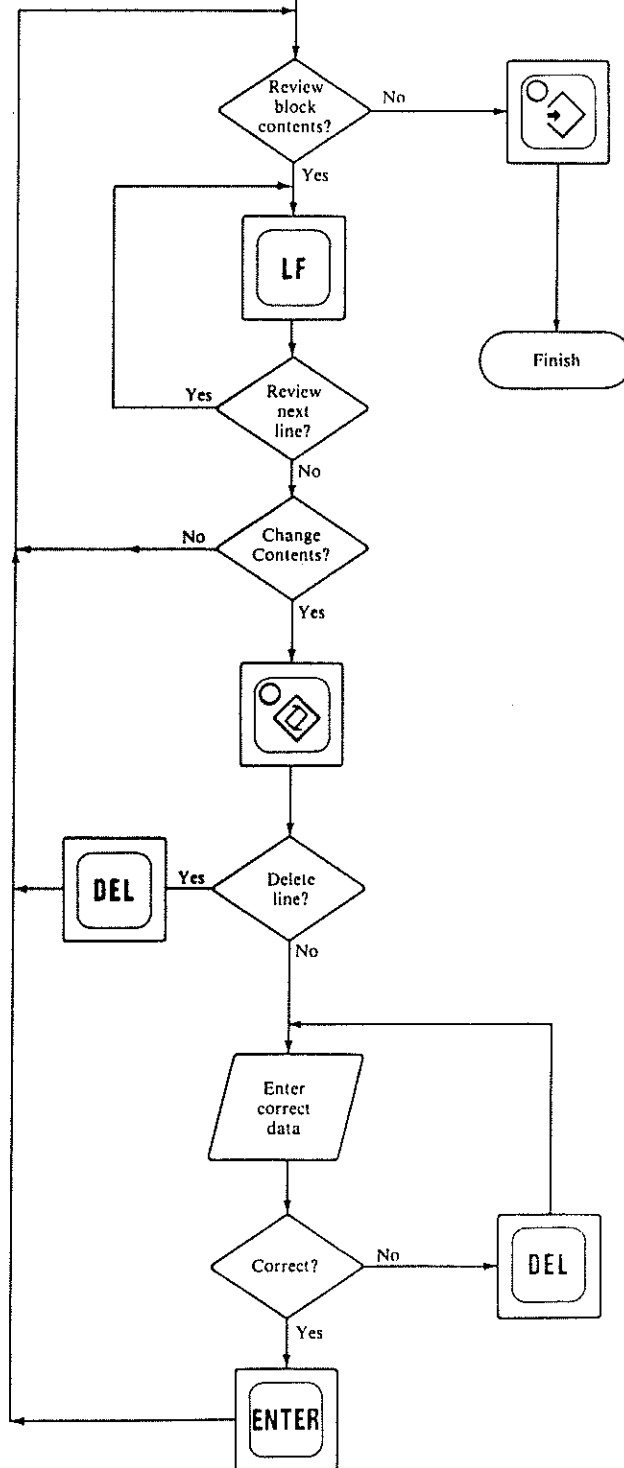 Review
block
contents?
No
Yes
LF
Finish
Yes
Review
next
line?
No
No
Change
Contents?
Yes
DEL
Yes
Delete
line?
No
Enter
correct
data
Correct?
No
DEL
Yes
ENTER